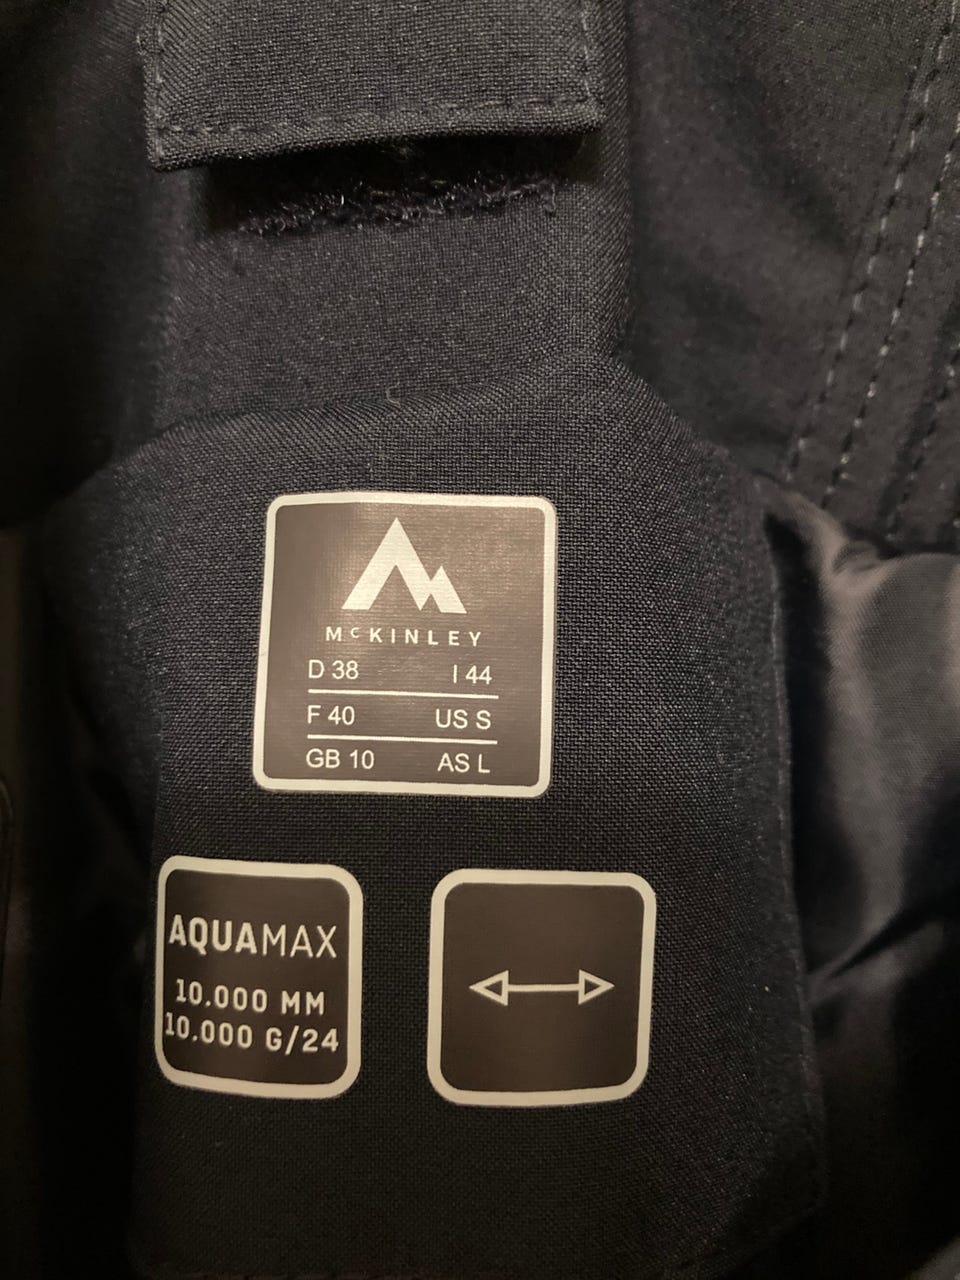 McKINLEY
D 38 I 44
F 40 US S
GB 10 AS L
AQUAMAX
10.000 MM
10.000 G/24